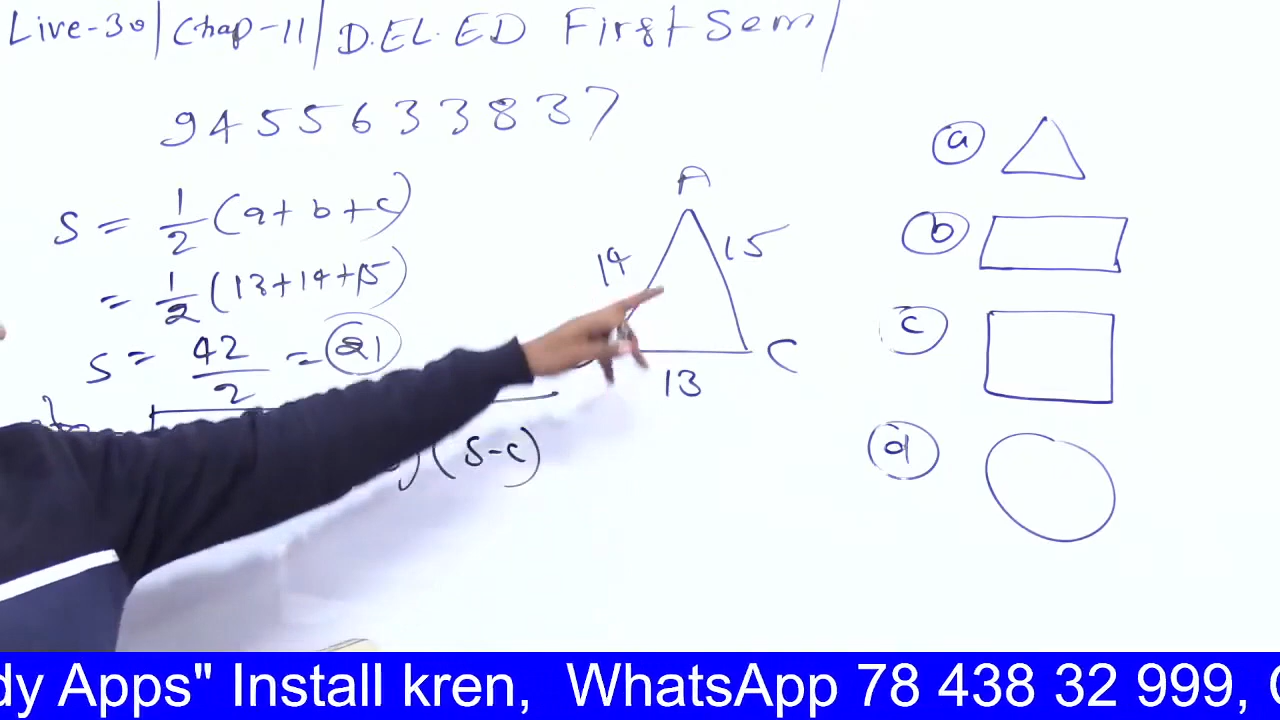 Live-30/Chap-11/D.EL.ED First Sem/
9455633837
S = 1/2 (a+b+c)
= 1/2 (13+14+15)
S = 42/2 = 21
) (S-c)
A
14
15
C
13
a
b
c
d
dy Apps" Install kren, WhatsApp 78 438 32 999, C